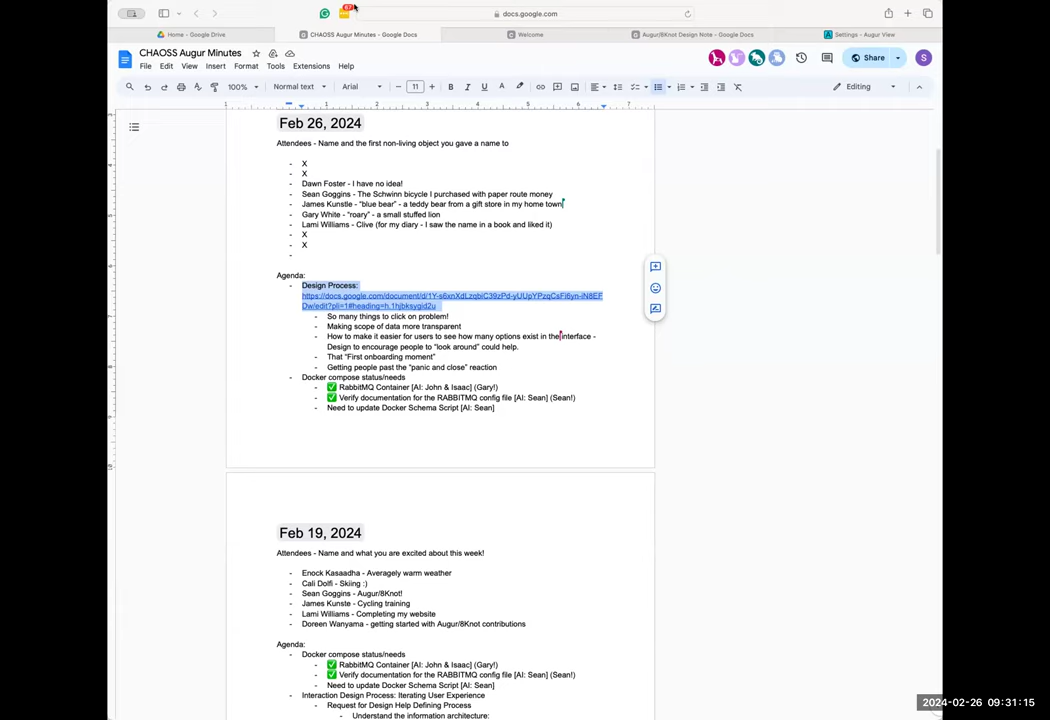 docs.google.com
Home - Google Drive
CHAOSS Augur Minutes - Google Docs
Welcome
Augur/8Knot Design Note - Google Docs
Settings - Augur View
CHAOSS Augur Minutes
File Edit View Insert Format Tools Extensions Help
Share
S
100% Normal text Arial 11 Editing
1 1 2 3 4 5 6 7
Feb 26, 2024
Attendees - Name and the first non-living object you gave a name to
- X
- X
- Dawn Foster - I have no idea!
- Sean Goggins - The Schwinn bicycle I purchased with paper route money
- James Kunstle - “blue bear” - a teddy bear from a gift store in my home town
- Gary White - “roary” - a small stuffed lion
- Lami Williams - Clive (for my diary - I saw the name in a book and liked it)
- X
- X
-
Agenda:
- Design Process:
- So many things to click on problem!
- Making scope of data more transparent
- How to make it easier for users to see how many options exist in the interface -
Design to encourage people to “look around” could help.
- That “First onboarding moment”
- Getting people past the “panic and close” reaction
- Docker compose status/needs
- ✅ RabbitMQ Container [AI: John & Isaac] (Gary!)
- ✅ Verify documentation for the RABBITMQ config file [AI: Sean] (Sean!)
- Need to update Docker Schema Script [AI: Sean]
Feb 19, 2024
Attendees - Name and what you are excited about this week!
- Enock Kasaadha - Averagely warm weather
- Cali Dolfi - Skiing :)
- Sean Goggins - Augur/8Knot!
- James Kunste - Cycling training
- Lami Williams - Completing my website
- Doreen Wanyama - getting started with Augur/8Knot contributions
Agenda:
- Docker compose status/needs
- ✅ RabbitMQ Container [AI: John & Isaac] (Gary!)
- ✅ Verify documentation for the RABBITMQ config file [AI: Sean] (Sean!)
- Need to update Docker Schema Script [AI: Sean]
- Interaction Design Process: Iterating User Experience
- Request for Design Help Defining Process
- Understand the information architecture:
2024-02-26 09:31:15